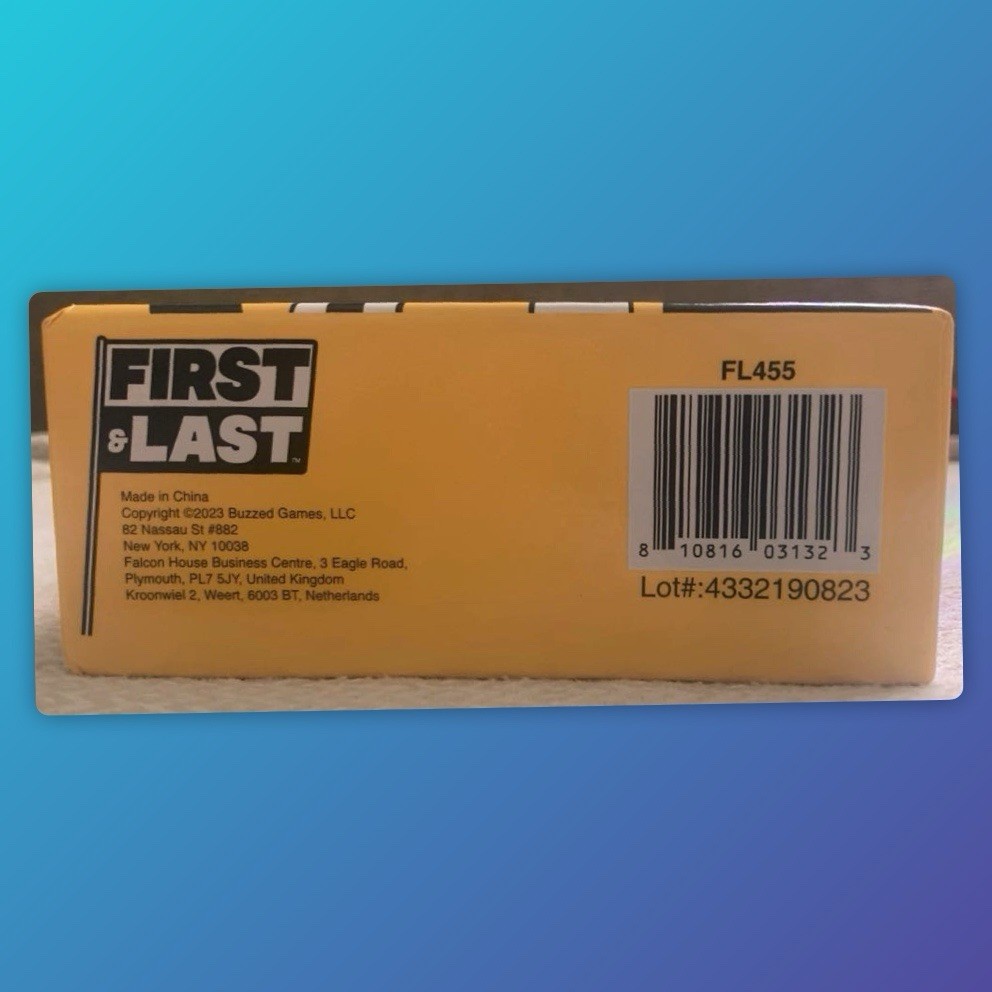 FIRST
& LAST™
Made in China
Copyright ©2023 Buzzed Games, LLC
82 Nassau St #882
New York, NY 10038
Falcon House Business Centre, 3 Eagle Road,
Plymouth, PL7 5JY, United Kingdom
Kroonwiel 2, Weert, 6003 BT, Netherlands
FL455
8 10816 03132 3
Lot#:4332190823